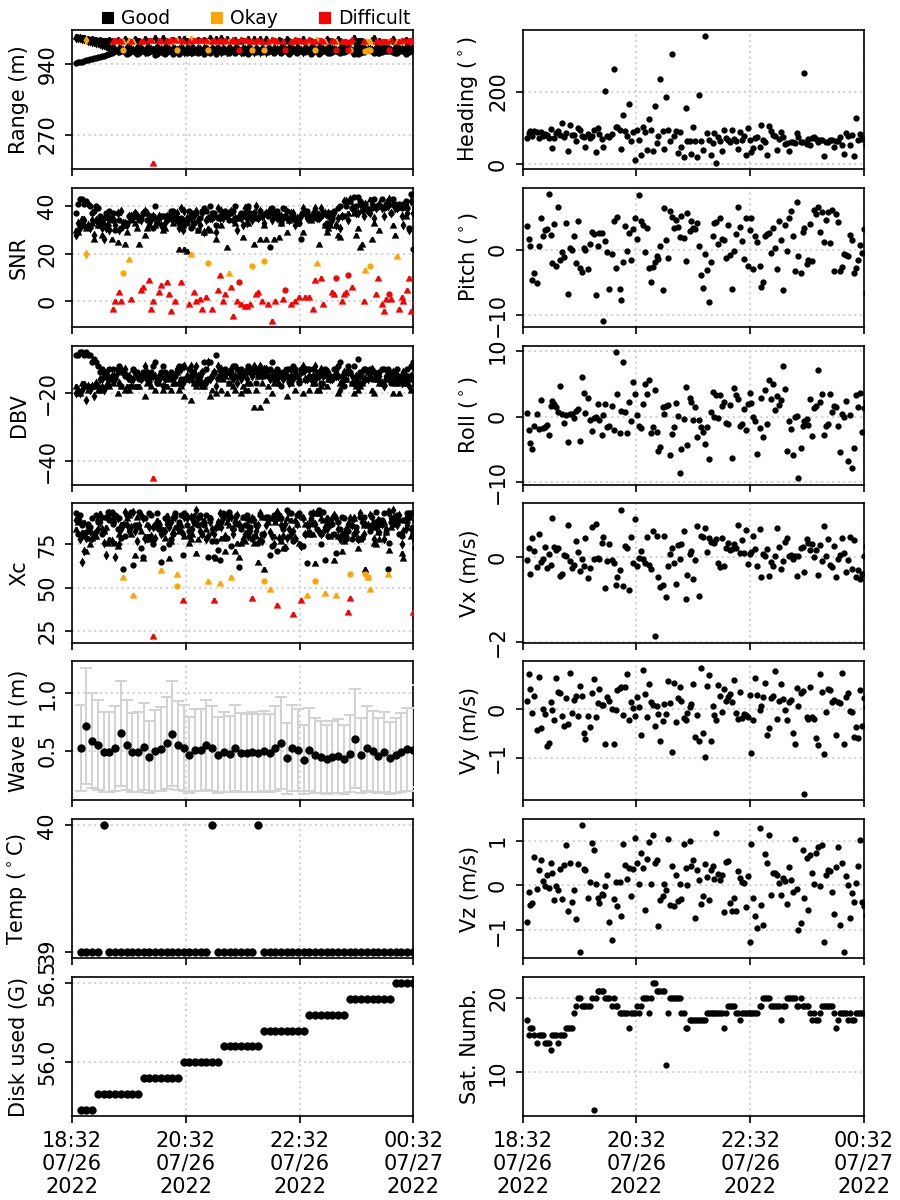 Good Okay Difficult
Range (m)
940
270
Heading (°)
200
0
SNR
40
20
0
Pitch (°)
0
−10
DBV
−20
−40
Roll (°)
10
0
−10
Xc
75
50
25
Vx (m/s)
0
−2
Wave H (m)
1.0
0.5
Vy (m/s)
0
−1
Temp (°C)
40
39
Vz (m/s)
1
0
−1
Disk used (G)
56.5
56.0
Sat. Numb.
20
10
18:32 20:32 22:32 00:32 18:32 20:32 22:32 00:32
07/26 07/26 07/26 07/27 07/26 07/26 07/26 07/27
2022 2022 2022 2022 2022 2022 2022 2022